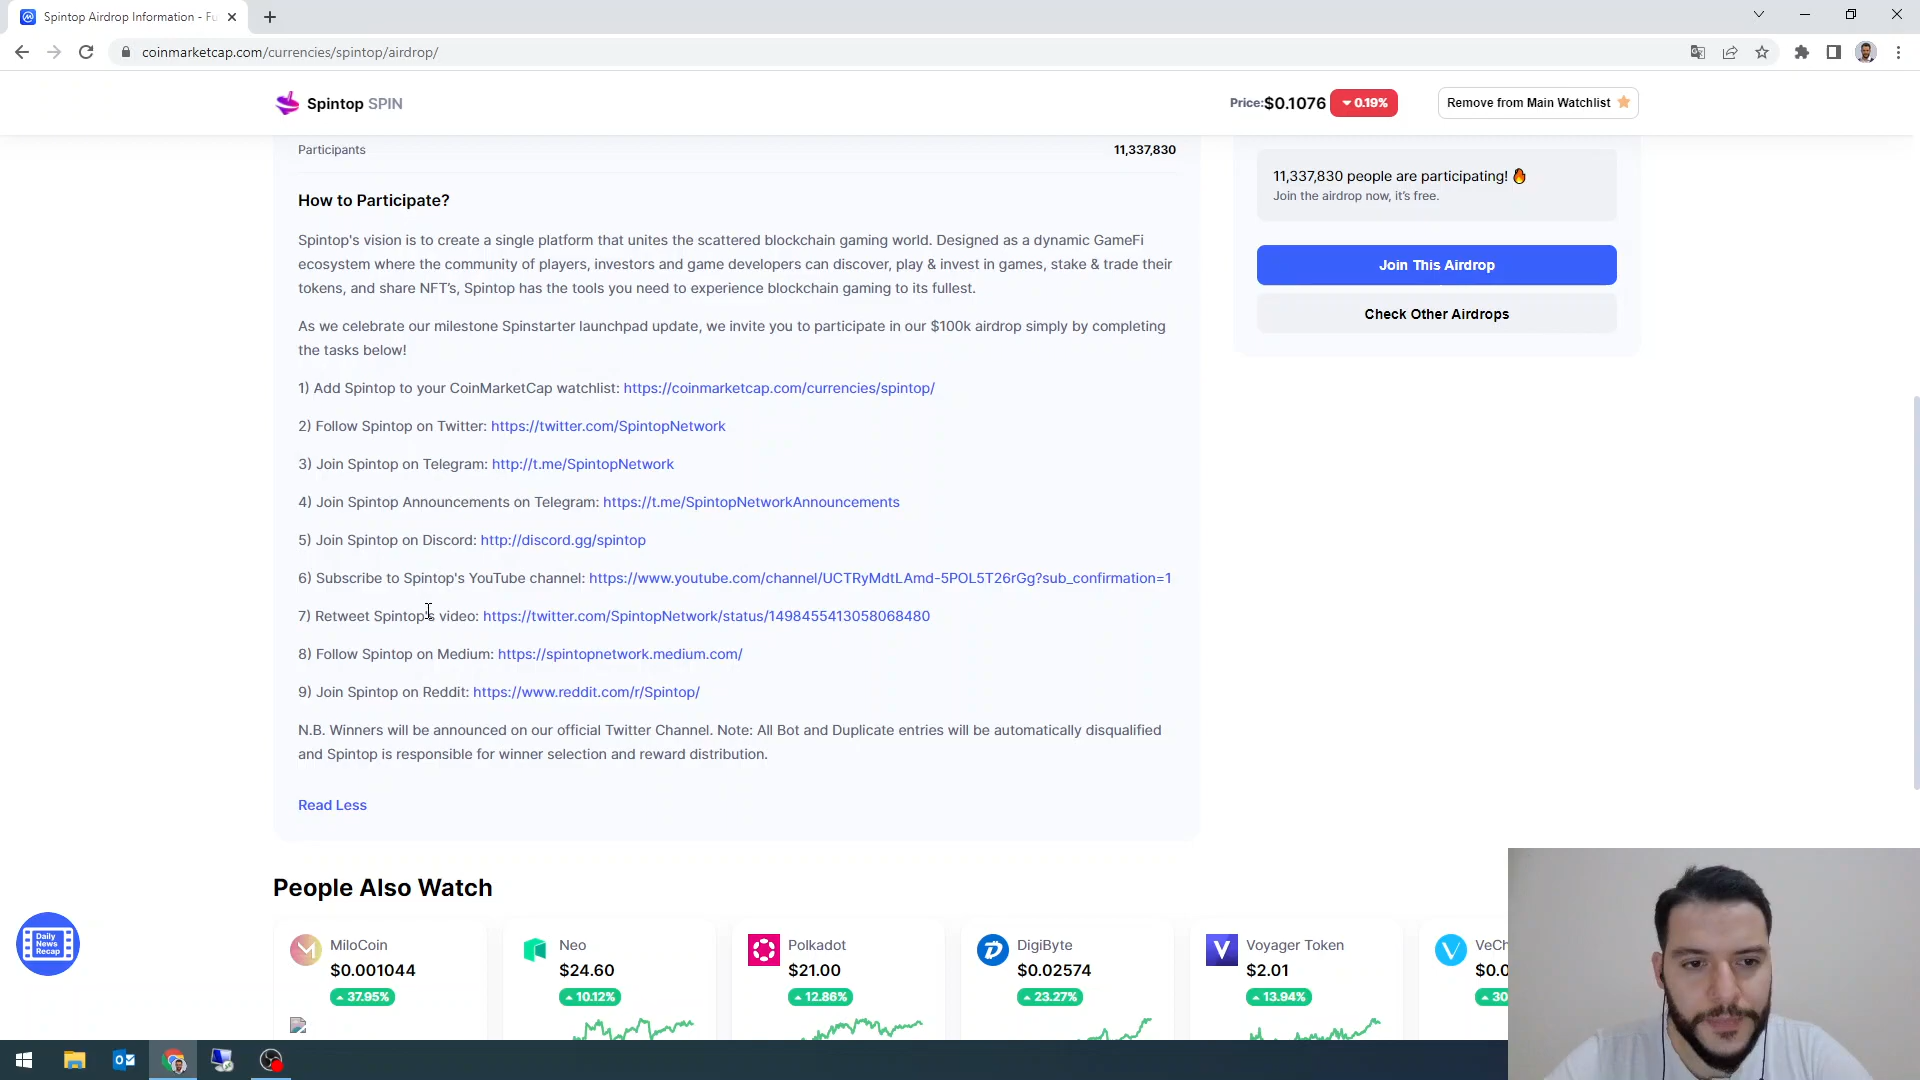 Spintop Airdrop Information - Fu
coinmarketcap.com/currencies/spintop/airdrop/
Spintop SPIN
Price:$0.1076 0.19%
Remove from Main Watchlist
Participants 11,337,830
How to Participate?
Spintop's vision is to create a single platform that unites the scattered blockchain gaming world. Designed as a dynamic GameFi
ecosystem where the community of players, investors and game developers can discover, play & invest in games, stake & trade their
tokens, and share NFT's, Spintop has the tools you need to experience blockchain gaming to its fullest.
As we celebrate our milestone Spinstarter launchpad update, we invite you to participate in our $100k airdrop simply by completing
the tasks below!
1) Add Spintop to your CoinMarketCap watchlist: https://coinmarketcap.com/currencies/spintop/
2) Follow Spintop on Twitter: https://twitter.com/SpintopNetwork
3) Join Spintop on Telegram: http://t.me/SpintopNetwork
4) Join Spintop Announcements on Telegram: https://t.me/SpintopNetworkAnnouncements
5) Join Spintop on Discord: http://discord.gg/spintop
6) Subscribe to Spintop's YouTube channel: https://www.youtube.com/channel/UCTRyMdtLAmd-5POL5T26rGg?sub_confirmation=1
7) Retweet Spintop's video: https://twitter.com/SpintopNetwork/status/1498455413058068480
8) Follow Spintop on Medium: https://spintopnetwork.medium.com/
9) Join Spintop on Reddit: https://www.reddit.com/r/Spintop/
N.B. Winners will be announced on our official Twitter Channel. Note: All Bot and Duplicate entries will be automatically disqualified
and Spintop is responsible for winner selection and reward distribution.
Read Less
11,337,830 people are participating!
Join the airdrop now, it's free.
Join This Airdrop
Check Other Airdrops
People Also Watch
MiloCoin
$0.001044
37.95%
Neo
$24.60
10.12%
Polkadot
$21.00
12.86%
DigiByte
$0.02574
23.27%
Voyager Token
$2.01
13.94%
VeCh
$0.0
30
Daily
News
Recap